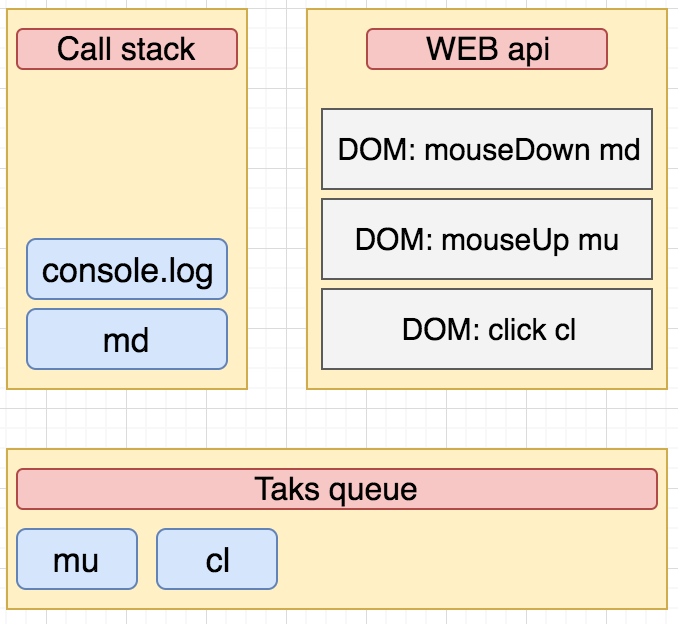 Call stack
console.log
md
WEB api
DOM: mouseDown md
DOM: mouseUp mu
DOM: click cl
Taks queue
mu
cl